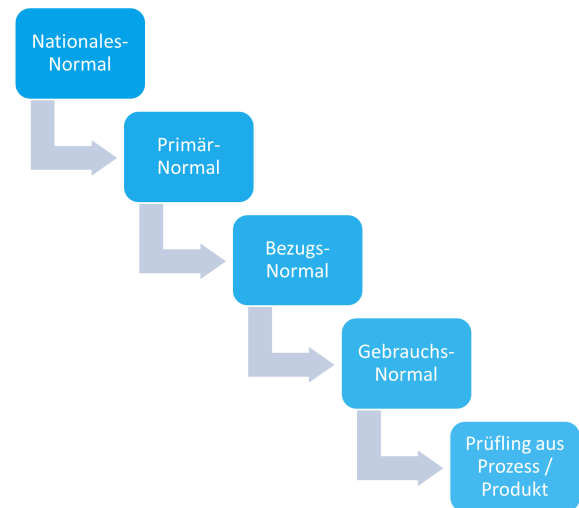 Nationales-
Normal
Primär-
Normal
Bezugs-
Normal
Gebrauchs-
Normal
Prüfling aus
Prozess /
Produkt